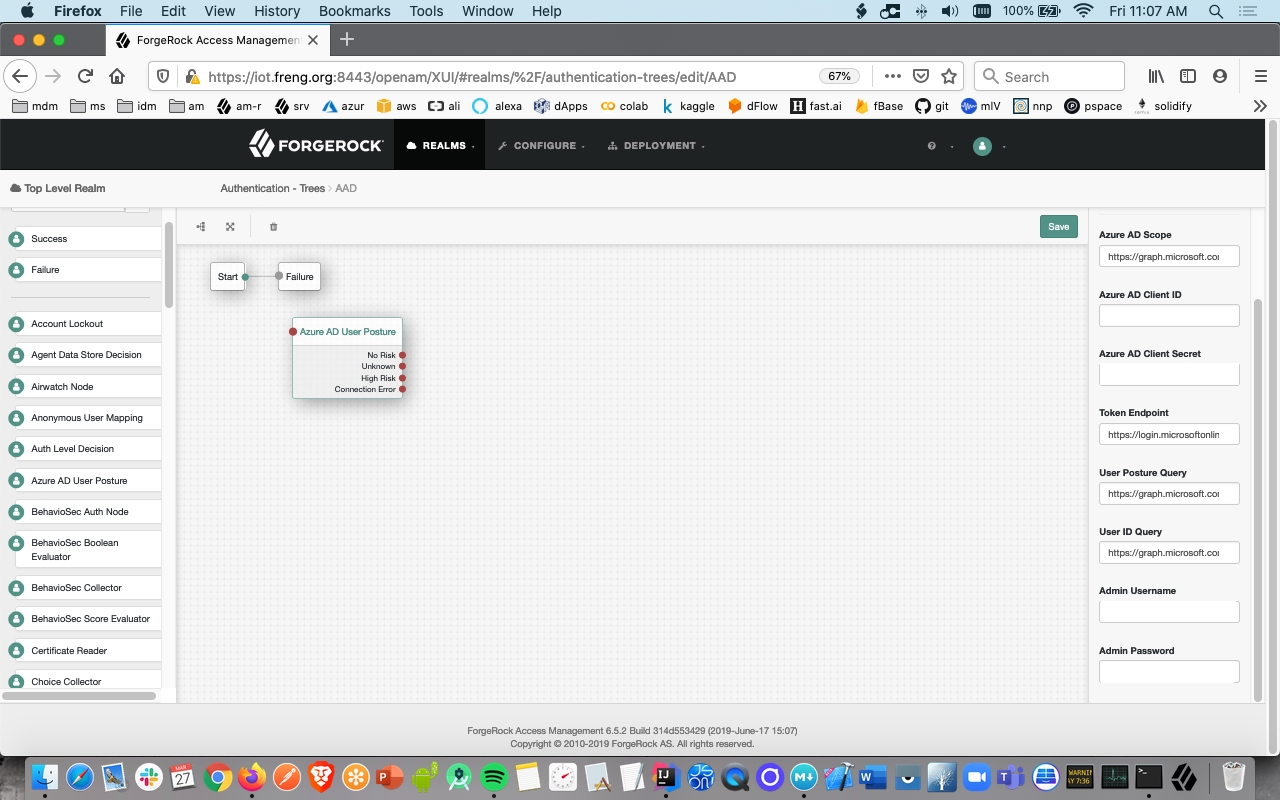 Firefox File Edit View History Bookmarks Tools Window Help 100% Fri 11:07 AM
ForgeRock Access Management
https://iot.freng.org:8443/openam/XUI/#realms/%2F/authentication-trees/edit/AAD 67% Search
mdm ms idm am am-r srv azur aws ali alexa dApps colab kaggle dFlow fast.ai fBase git mlV nnp pspace solidify
FORGEROCK REALMS CONFIGURE DEPLOYMENT
Top Level Realm Authentication - Trees > AAD
Save
Success
Failure
Account Lockout
Agent Data Store Decision
Airwatch Node
Anonymous User Mapping
Auth Level Decision
Azure AD User Posture
BehavioSec Auth Node
BehavioSec Boolean
Evaluator
BehavioSec Collector
BehavioSec Score Evaluator
Certificate Reader
Choice Collector
Start Failure
Azure AD User Posture
No Risk
Unknown
High Risk
Connection Error
Azure AD Scope
https://graph.microsoft.cor
Azure AD Client ID
Azure AD Client Secret
Token Endpoint
https://login.microsoftonlin
User Posture Query
https://graph.microsoft.cor
User ID Query
https://graph.microsoft.cor
Admin Username
Admin Password
ForgeRock Access Management 6.5.2 Build 314d553429 (2019-June-17 15:07)
Copyright © 2010-2019 ForgeRock AS. All rights reserved.
MAR
27